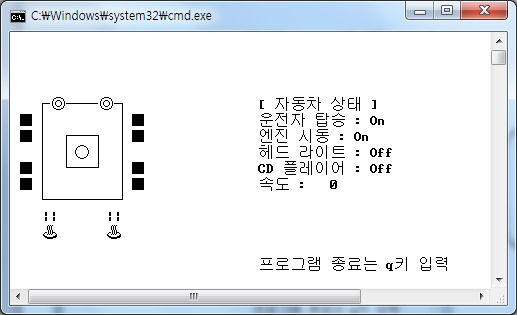 C:₩Windows₩system32₩cmd.exe
[ 자동차 상태 ]
운전자 탑승 : On
엔진 시동 : On
헤드 라이트 : Off
CD 플레이어 : Off
속도 : 0
프로그램 종료는 q키 입력